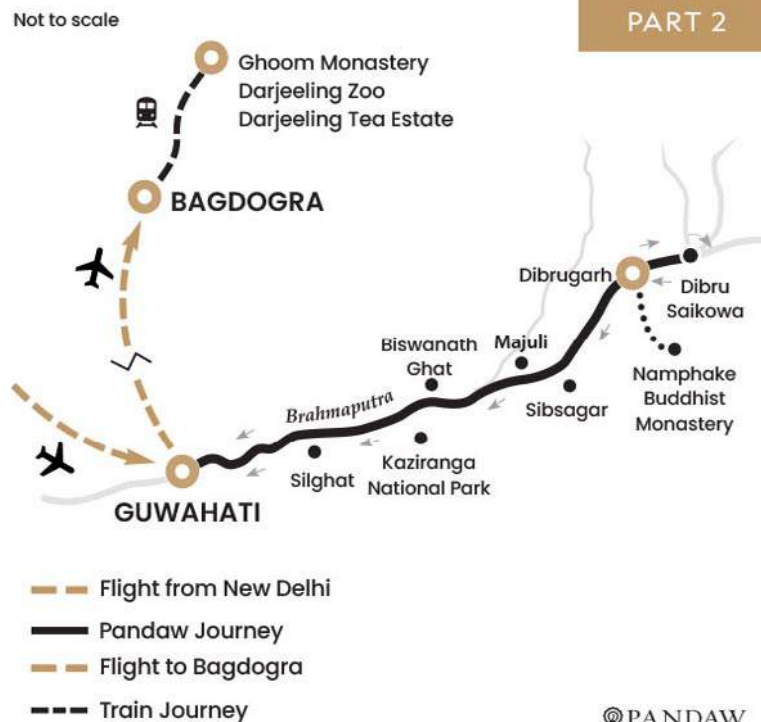 Not to scale
PART 2
Ghoom Monastery
Darjeeling Zoo
Darjeeling Tea Estate
BAGDOGRA
Dibrugarh
Dibru
Saikowa
Biswanath
Ghat
Majuli
Namphake
Buddhist
Monastery
Sibsagar
Brahmaputra
Kaziranga
National Park
Silghat
GUWAHATI
Flight from New Delhi
Pandaw Journey
Flight to Bagdogra
Train Journey
PANDAW